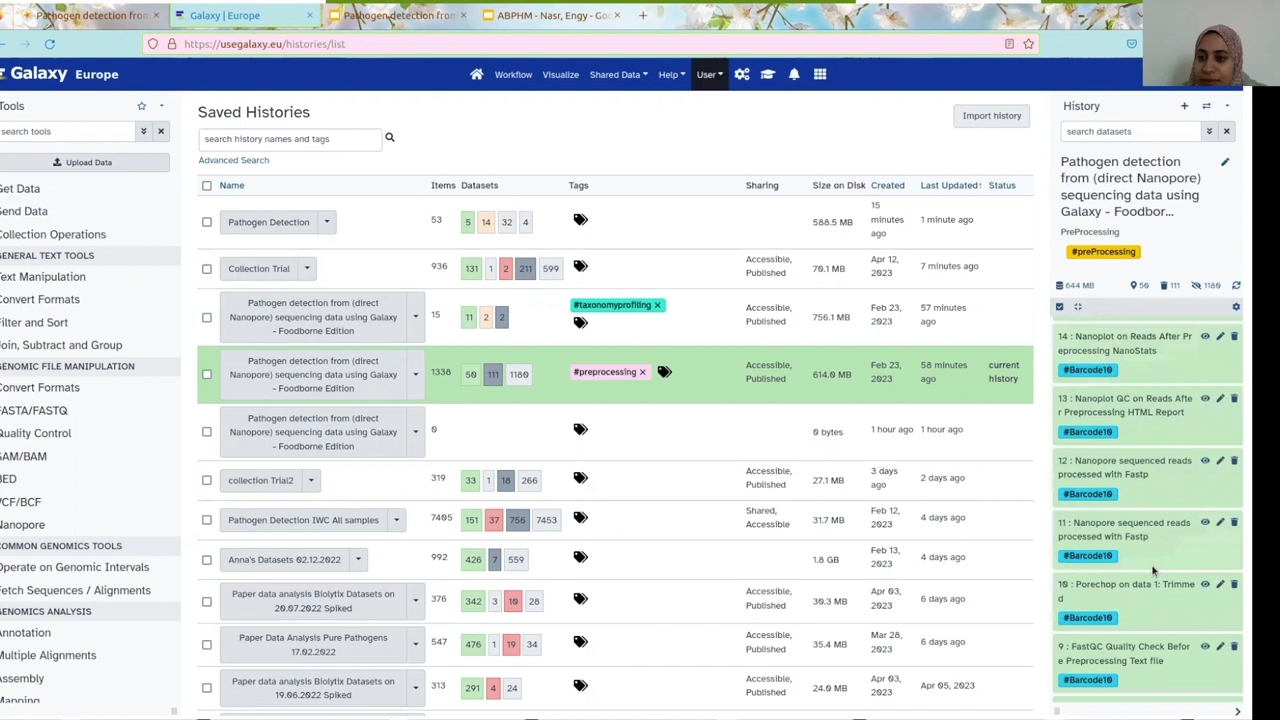 Pathogen detection from
Galaxy | Europe
Pathogen detection from
ABPHM - Nasr, Engy - Go
https://usegalaxy.eu/histories/list
Galaxy Europe
Workflow
Visualize
Shared Data
Help
User
Tools
search tools
Upload Data
Get Data
Send Data
Collection Operations
GENERAL TEXT TOOLS
Text Manipulation
Convert Formats
Filter and Sort
Join, Subtract and Group
GENOMIC FILE MANIPULATION
Convert Formats
FASTA/FASTQ
Quality Control
SAM/BAM
BED
VCF/BCF
Nanopore
COMMON GENOMICS TOOLS
Operate on Genomic Intervals
Fetch Sequences / Alignments
GENOMICS ANALYSIS
Annotation
Multiple Alignments
Assembly
Mapping
Saved Histories
Import history
search history names and tags
Advanced Search
Name Items Datasets Tags Sharing Size on Disk Created Last Updated↑ Status
Pathogen Detection 53 5 14 32 4 588.5 MB 15 minutes ago 1 minute ago
Collection Trial 936 131 1 2 211 599 Accessible, Published 70.1 MB Apr 12, 2023 7 minutes ago
Pathogen detection from (direct
Nanopore) sequencing data using
Galaxy - Foodborne Edition
15 11 2 2 #taxonomyprofiling × Accessible, Published 756.1 MB Feb 23, 2023 57 minutes ago
Pathogen detection from (direct
Nanopore) sequencing data using
Galaxy - Foodborne Edition
1338 50 111 1180 #preprocessing × Accessible, Published 614.0 MB Feb 23, 2023 58 minutes ago current history
Pathogen detection from (direct
Nanopore) sequencing data using
Galaxy - Foodborne Edition
0 0 bytes 1 hour ago 1 hour ago
collection Trial2 319 33 1 18 266 Accessible, Published 27.1 MB 3 days ago 2 days ago
Pathogen Detection IWC All samples 7405 151 37 756 7453 Shared, Accessible 31.7 MB Feb 12, 2023 4 days ago
Anna's Datasets 02.12.2022 992 426 7 559 1.8 GB Feb 13, 2023 4 days ago
Paper data analysis Biolytix Datasets on
20.07.2022 Spiked
376 342 3 10 28 Accessible, Published 30.3 MB Apr 03, 2023 6 days ago
Paper Data Analysis Pure Pathogens
17.02.2022
547 476 1 19 34 Accessible, Published 35.4 MB Mar 28, 2023 6 days ago
Paper data analysis Biolytix Datasets on
19.06.2022 Spiked
313 291 4 24 Accessible, Published 24.0 MB Apr 03, 2023 Apr 05, 2023
History
search datasets
Pathogen detection
from (direct Nanopore)
sequencing data using
Galaxy - Foodbor...
PreProcessing
#preProcessing
644 MB 50 111 1180
14 : Nanoplot on Reads After Pr
eprocessing NanoStats
#Barcode10
13 : Nanoplot QC on Reads Afte
r Preprocessing HTML Report
#Barcode10
12 : Nanopore sequenced reads
processed with Fastp
#Barcode10
11 : Nanopore sequenced reads
processed with Fastp
#Barcode10
10 : Porechop on data 1: Trimme
d
#Barcode10
9 : FastQC Quality Check Befor
e Preprocessing Text file
#Barcode10